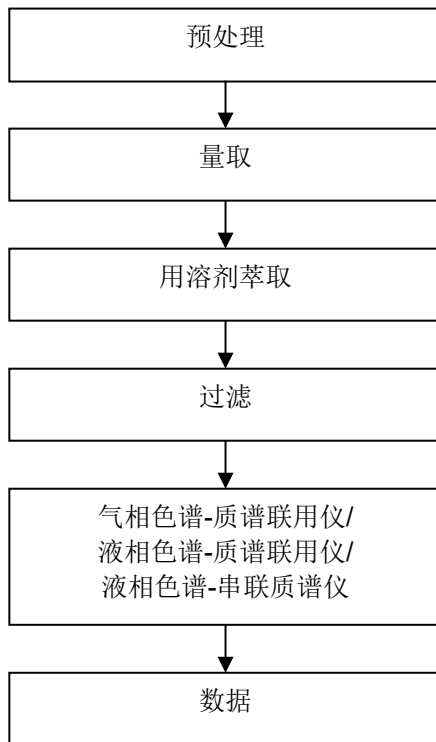 预处理
量取
用溶剂萃取
过滤
气相色谱-质谱联用仪/
液相色谱-质谱联用仪/
液相色谱-串联质谱仪
数据